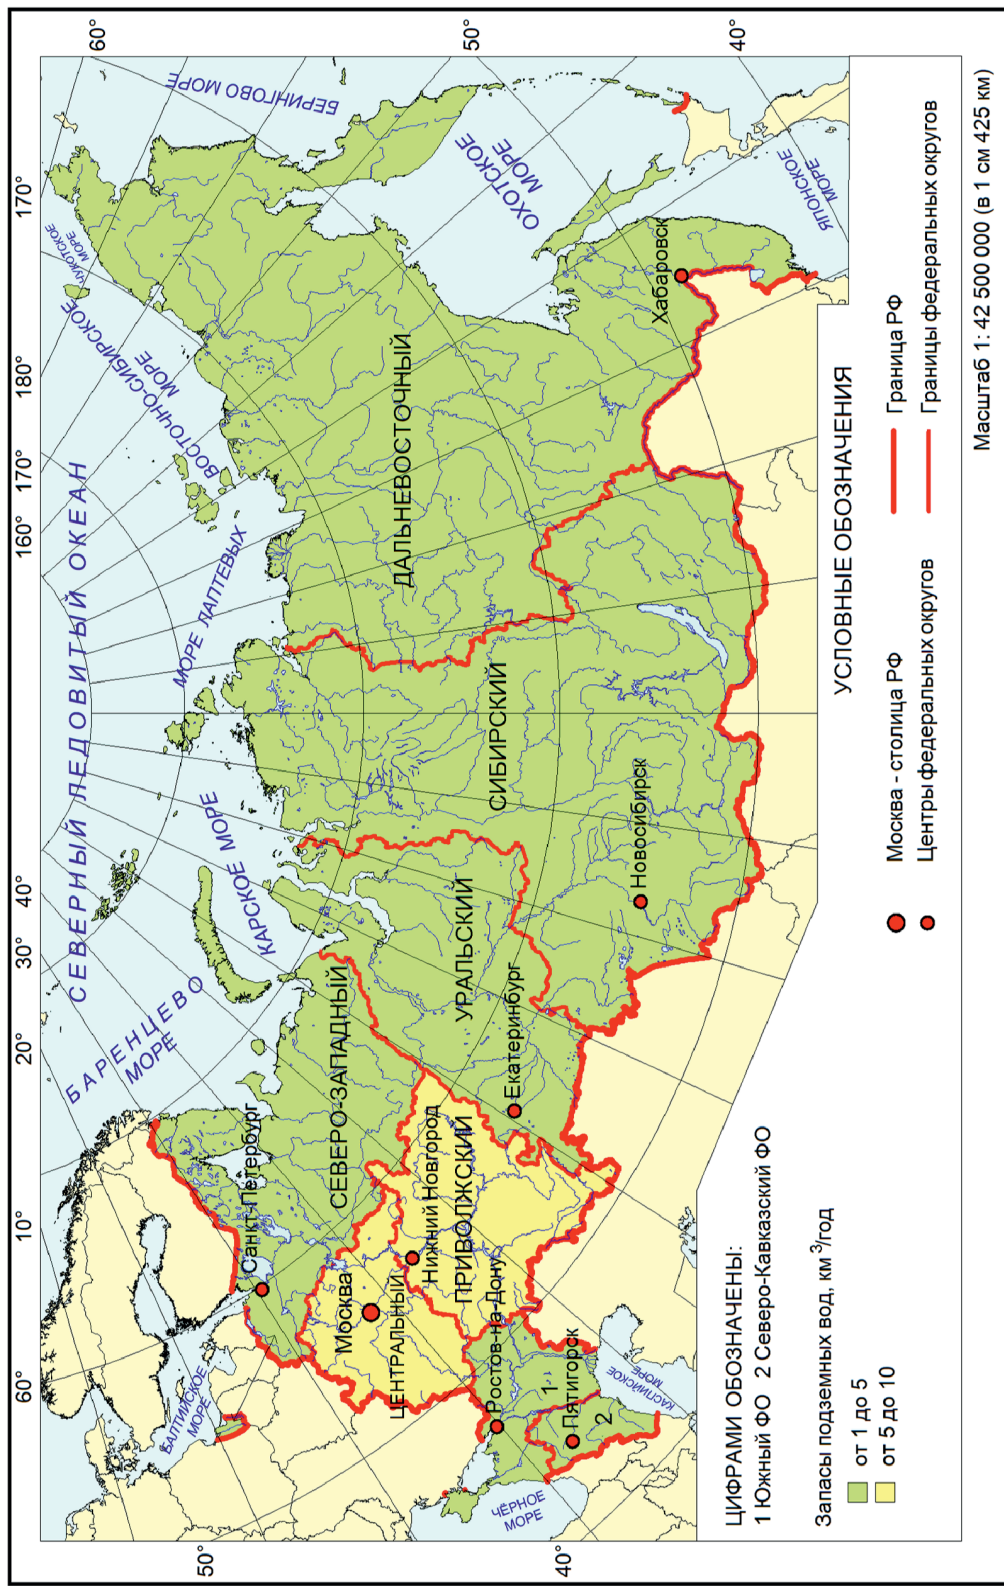 60°
50°
40°
170°
180°
170°
160°
40°
30°
20°
10°
60°
50°
40°
СЕВЕРНЫЙ ЛЕДОВИТЫЙ ОКЕАН
БАРЕНЦЕВО
МОРЕ
КАРСКОЕ МОРЕ
МОРЕ ЛАПТЕВЫХ
ВОСТОЧНО-СИБИРСКОЕ
МОРЕ
ЧУКОТСКОЕ
МОРЕ
БЕРИНГОВО МОРЕ
ОХОТСКОЕ
МОРЕ
ЯПОНСКОЕ
МОРЕ
БАЛТИЙСКОЕ
МОРЕ
ЧЁРНОЕ
МОРЕ
КАСПИЙСКОЕ
МОРЕ
СЕВЕРО-ЗАПАДНЫЙ
ЦЕНТРАЛЬНЫЙ
ПРИВОЛЖСКИЙ
УРАЛЬСКИЙ
СИБИРСКИЙ
ДАЛЬНЕВОСТОЧНЫЙ
1
2
Санкт-Петербург
Москва
Нижний Новгород
Ростов-на-Дону
Пятигорск
Екатеринбург
Новосибирск
Хабаровск
ЦИФРАМИ ОБОЗНАЧЕНЫ:
1 Южный ФО 2 Северо-Кавказский ФО
Запасы подземных вод, км³/год
от 1 до 5
от 5 до 10
УСЛОВНЫЕ ОБОЗНАЧЕНИЯ
Москва - столица РФ
Центры федеральных округов
Граница РФ
Границы федеральных округов
Масштаб 1: 42 500 000 (в 1 см 425 км)